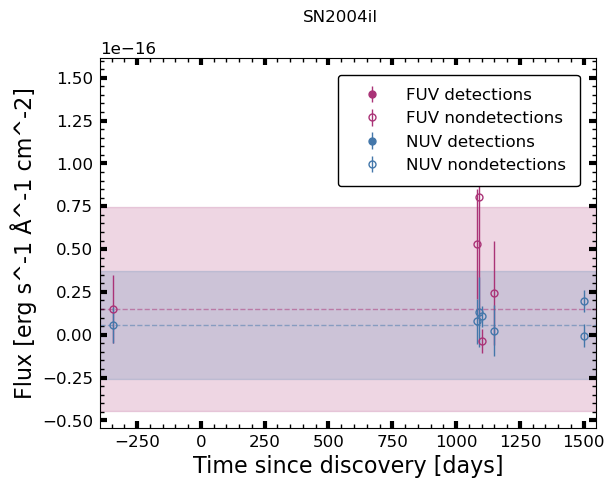 SN2004il
1e−16
1.50
1.25
1.00
0.75
0.50
0.25
0.00
−0.25
−0.50
Flux [erg s^-1 Å^-1 cm^-2]
FUV detections
FUV nondetections
NUV detections
NUV nondetections
−250 0 250 500 750 1000 1250 1500
Time since discovery [days]